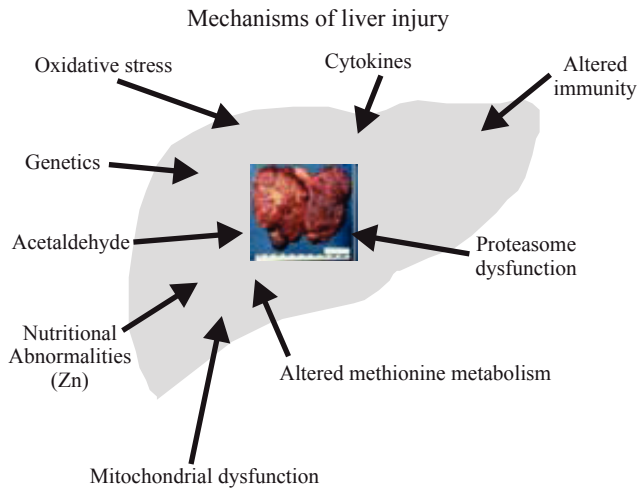 Mechanisms of liver injury
Oxidative stress
Cytokines
Altered
immunity
Genetics
Acetaldehyde
Proteasome
dysfunction
Nutritional
Abnormalities
(Zn)
Altered methionine metabolism
Mitochondrial dysfunction